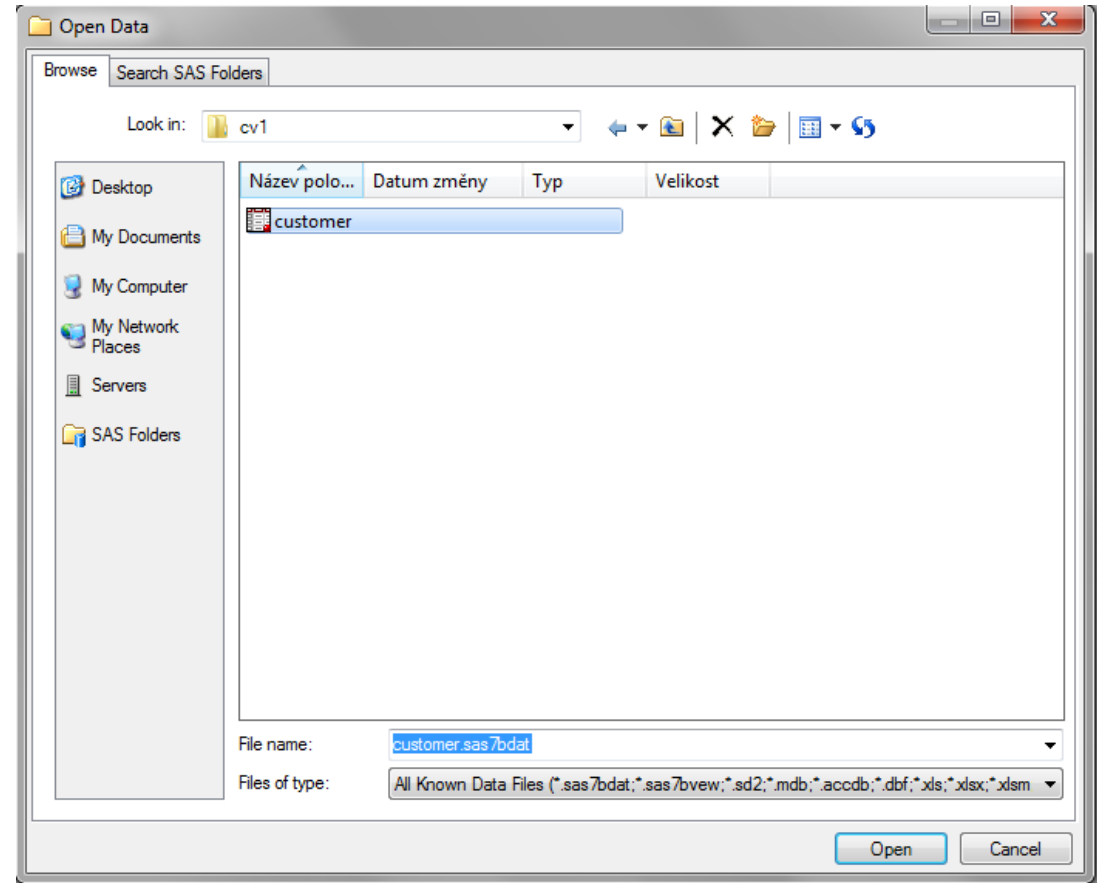 Open Data
Browse Search SAS Folders
Look in: cv1
Název polo... Datum změny Typ Velikost
Desktop
My Documents
My Computer
My Network
Places
Servers
SAS Folders
customer
File name: customer.sas7bdat
Files of type: All Known Data Files (*.sas7bdat;*.sas7bvew;*.sd2;*.mdb;*.accdb;*.dbf;*.xls;*.xlsx;*.xlsm
Open Cancel